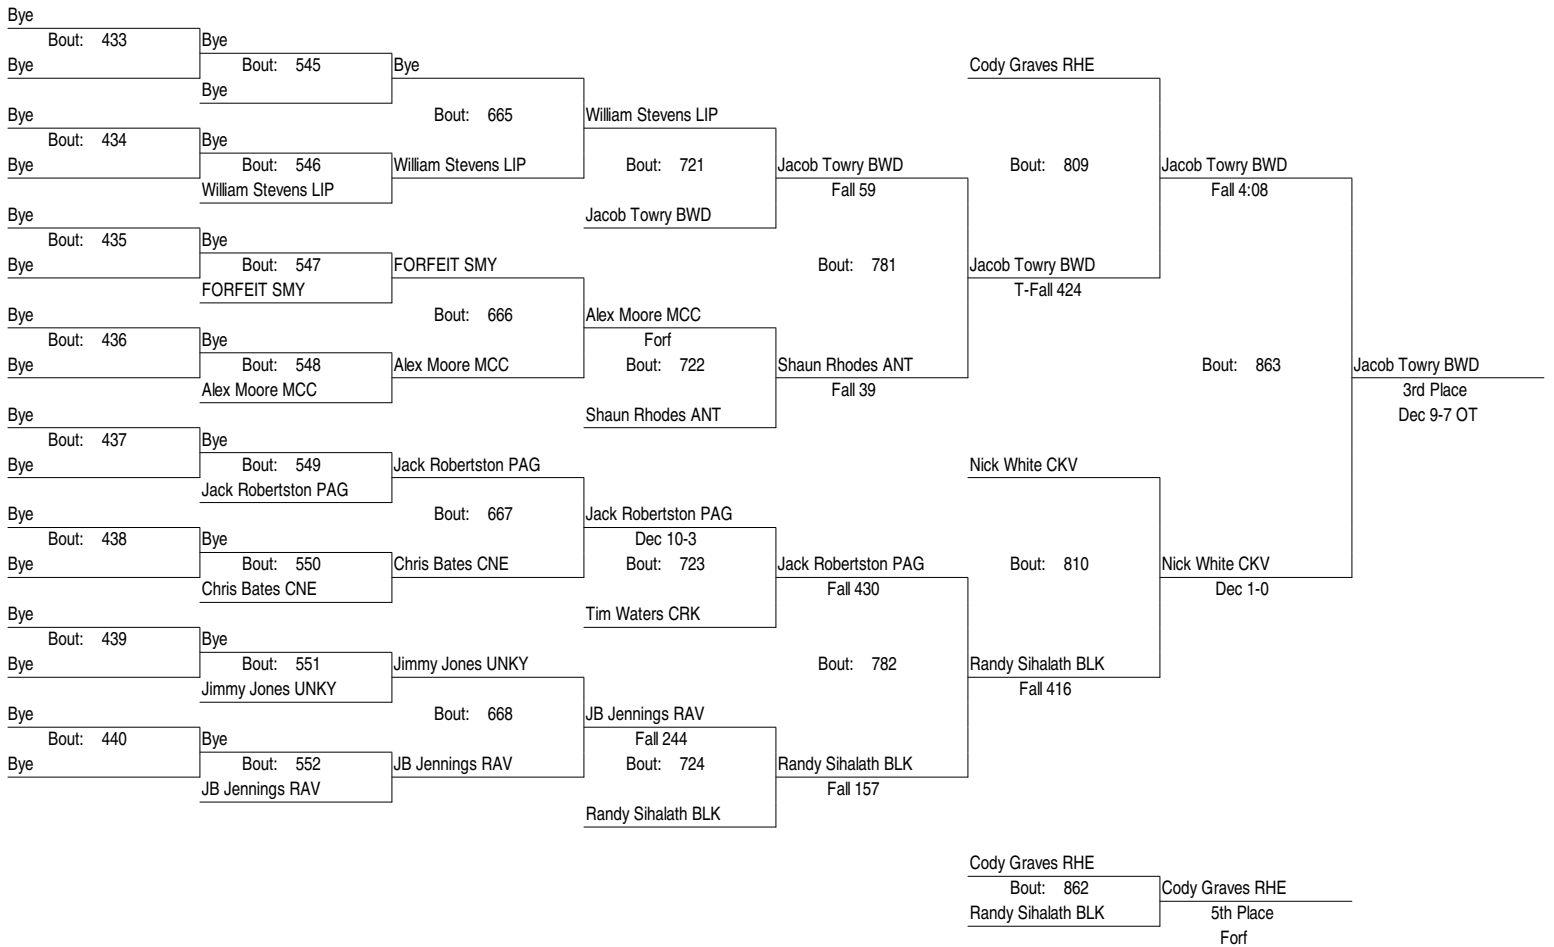 Bye
Bout: 433
Bye
Bye
Bout: 545
Bye
Bye
Bout: 434
Bye
Bye
Bout: 546
William Stevens LIP
Bye
Bout: 665
William Stevens LIP
Bye
Bout: 435
Bye
Bye
Bout: 547
FORFEIT SMY
Bye
Bout: 436
Bye
Bye
Bout: 548
Alex Moore MCC
FORFEIT SMY
Bout: 666
Alex Moore MCC
Bye
Bout: 437
Bye
Bye
Bout: 549
Jack Robertston PAG
Bye
Bout: 438
Bye
Bye
Bout: 550
Chris Bates CNE
Jack Robertston PAG
Bout: 667
Chris Bates CNE
Bye
Bout: 439
Bye
Bye
Bout: 551
Jimmy Jones UNKY
Bye
Bout: 440
Bye
Bye
Bout: 552
JB Jennings RAV
Jimmy Jones UNKY
Bout: 668
JB Jennings RAV
William Stevens LIP
Bout: 721
Jacob Towry BWD
Alex Moore MCC
Forf
Bout: 722
Shaun Rhodes ANT
Jack Robertston PAG
Dec 10-3
Bout: 723
Tim Waters CRK
JB Jennings RAV
Fall 244
Bout: 724
Randy Sihalath BLK
Jacob Towry BWD
Fall 59
Bout: 781
Shaun Rhodes ANT
Fall 39
Jack Robertston PAG
Fall 430
Bout: 782
Randy Sihalath BLK
Fall 157
Cody Graves RHE
Bout: 809
Jacob Towry BWD
T-Fall 424
Nick White CKV
Bout: 810
Randy Sihalath BLK
Fall 416
Jacob Towry BWD
Fall 4:08
Bout: 863
Nick White CKV
Dec 1-0
Jacob Towry BWD
3rd Place
Dec 9-7 OT
Cody Graves RHE
Bout: 862
Randy Sihalath BLK
Cody Graves RHE
5th Place
Forf